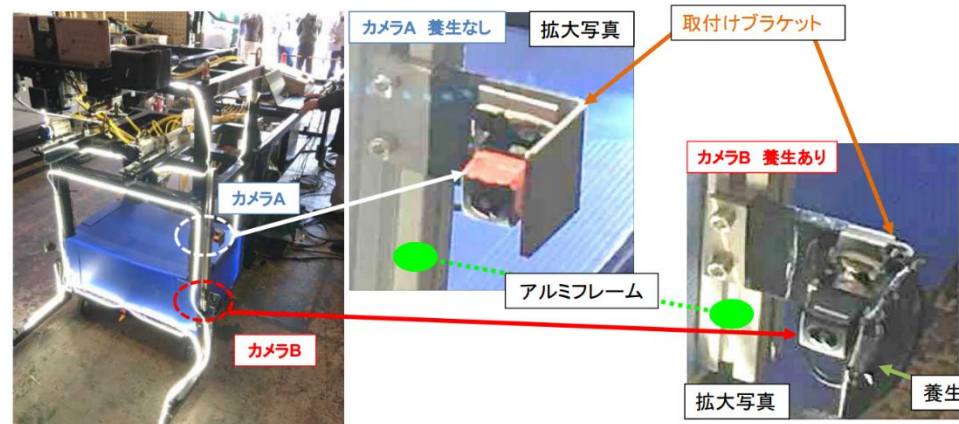 カメラA 養生なし
拡大写真
取付けブラケット
カメラB 養生あり
カメラA
アルミフレーム
カメラB
拡大写真
養生